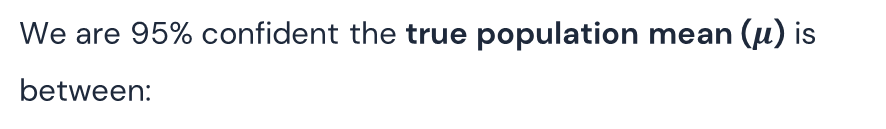 We are 95% confident the true population mean (μ) is
between: